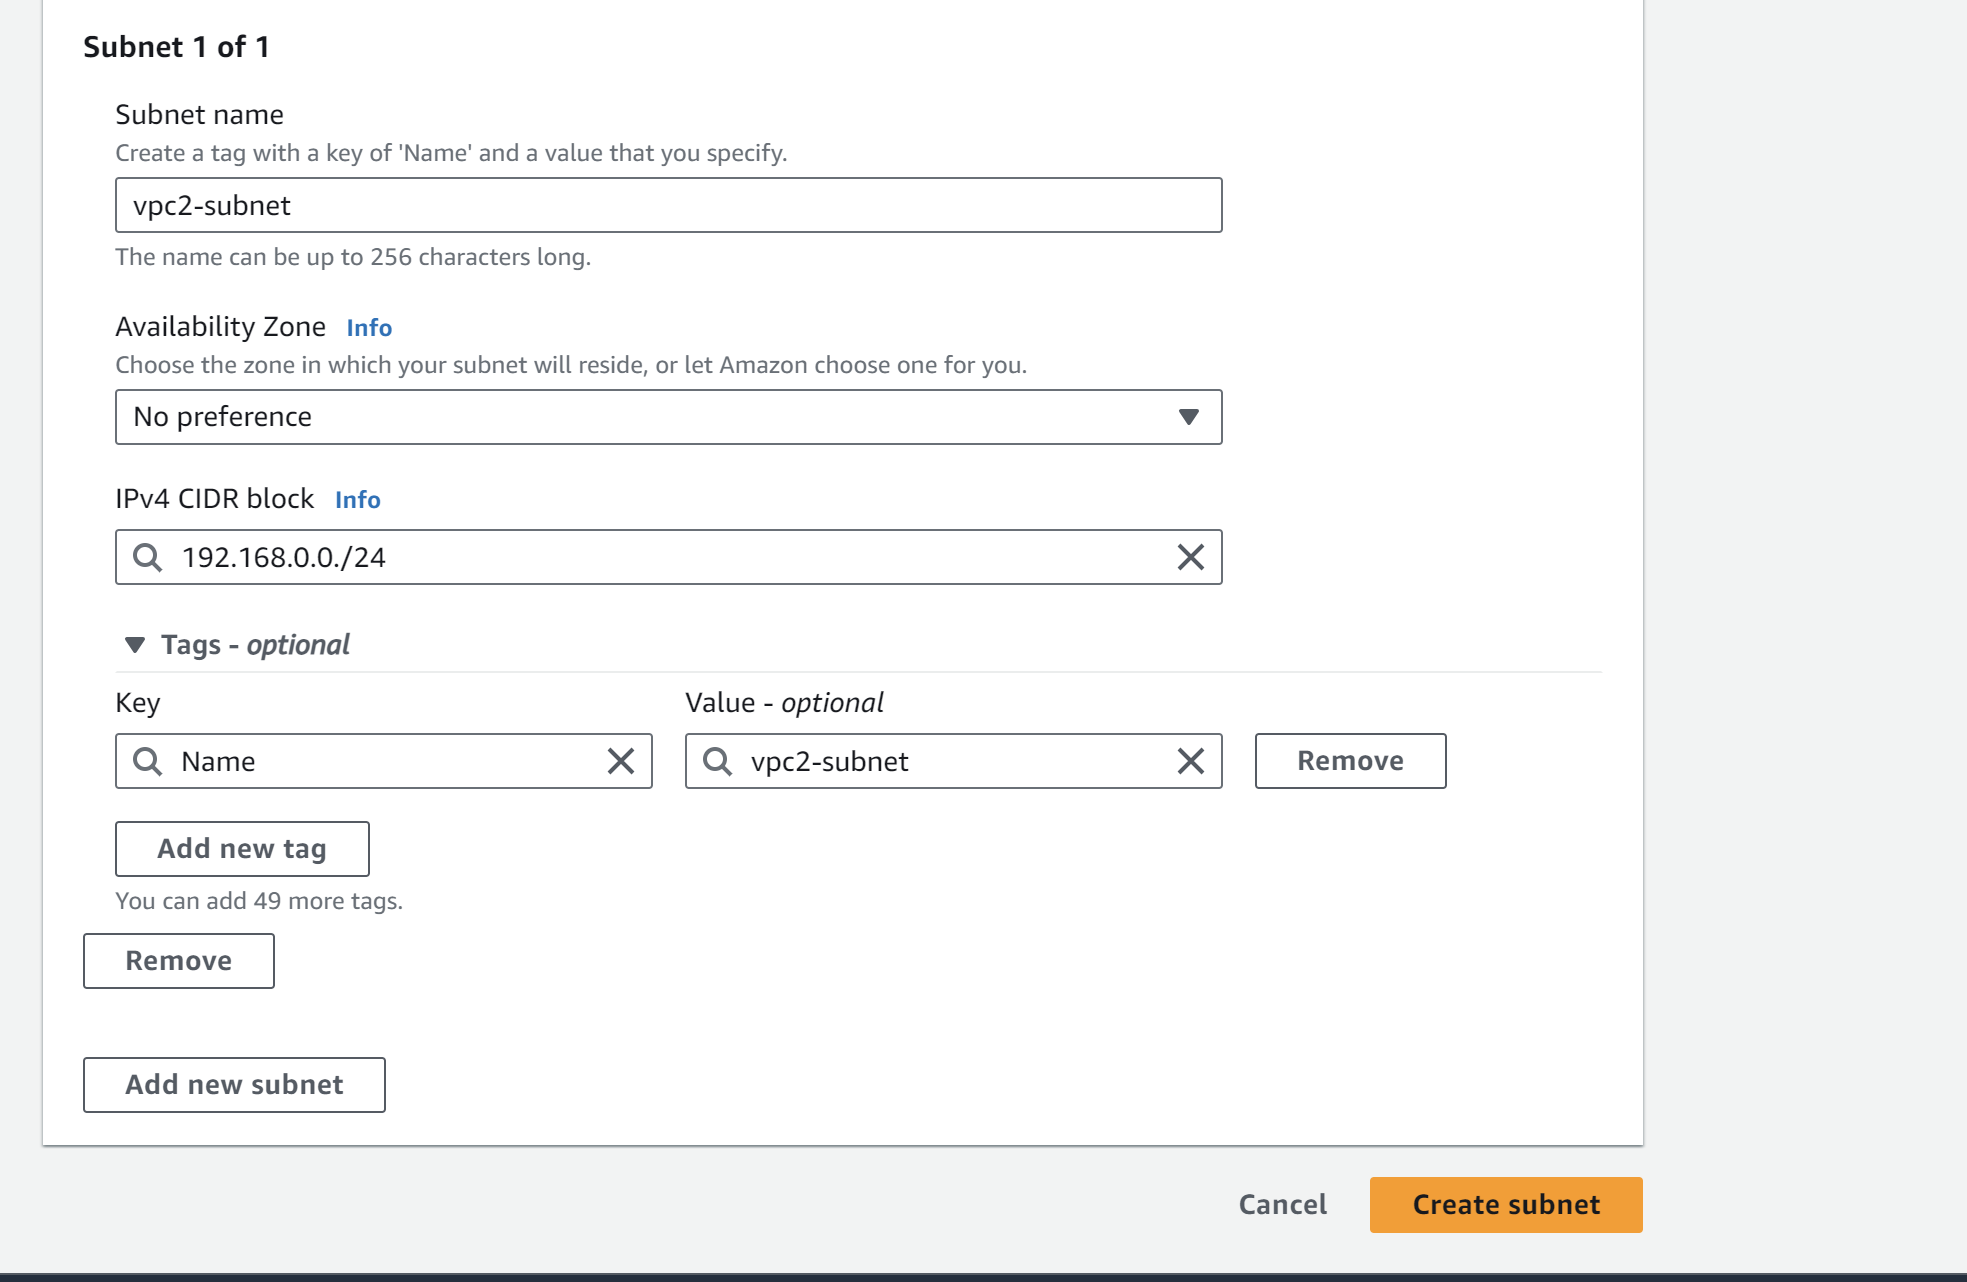 Subnet 1 of 1
Subnet name
Create a tag with a key of 'Name' and a value that you specify.
vpc2-subnet
The name can be up to 256 characters long.
Availability Zone Info
Choose the zone in which your subnet will reside, or let Amazon choose one for you.
No preference
IPv4 CIDR block Info
192.168.0.0./24
Tags - optional
Key Value - optional
Name vpc2-subnet Remove
Add new tag
You can add 49 more tags.
Remove
Add new subnet
Cancel Create subnet